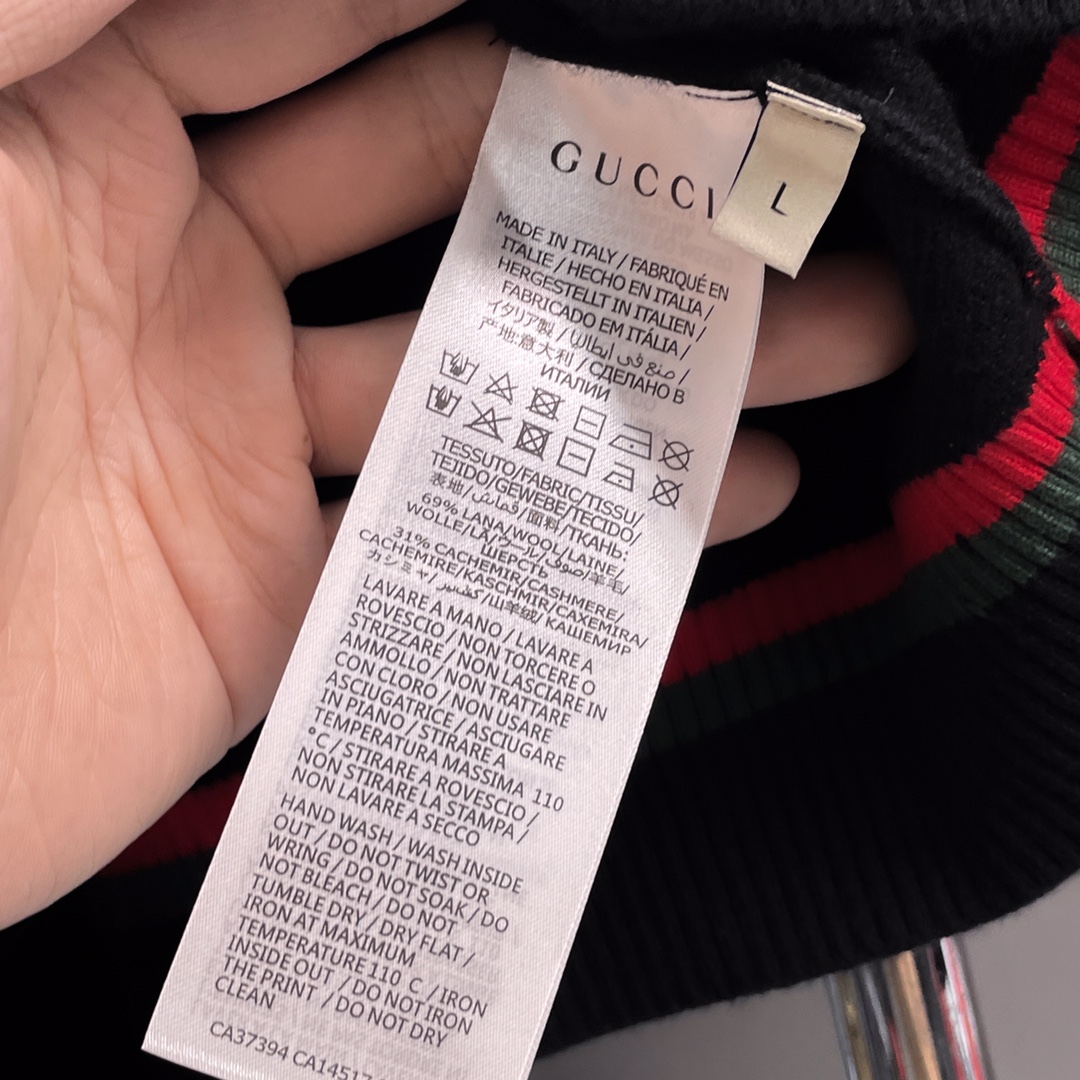 GUCCI
L
MADE IN ITALY / FABRIQUÉ EN
ITALIE / HECHO EN ITALIA /
HERGESTELLT IN ITALIEN /
FABRICADO EM ITÁLIA /
イタリア製 / صنع في ايطاليا /
产地:意大利 / СДЕЛАНО В
ИТАЛИИ
TESSUTO/FABRIC/TISSU/
TEJIDO/GEWEBE/TECIDO/
表地/قماش/面料/ТКАНЬ:
69% LANA/WOOL/LAINE/
WOLLE/LÃ/ウール/صوف/羊毛/
ШЕРСТЬ
31% CACHEMIR/CASHMERE/
CACHEMIRE/KASCHMIR/CAXEMIRA/
カシミヤ/كشمير/山羊绒/КАШЕМИР
LAVARE A MANO / LAVARE A
ROVESCIO / NON TORCERE O
STRIZZARE / NON LASCIARE IN
AMMOLLO / NON TRATTARE
CON CLORO / NON USARE
ASCIUGATRICE / ASCIUGARE
IN PIANO / STIRARE A
TEMPERATURA MASSIMA 110
°C / STIRARE A ROVESCIO /
NON STIRARE LA STAMPA /
NON LAVARE A SECCO
HAND WASH / WASH INSIDE
OUT / DO NOT TWIST OR
WRING / DO NOT SOAK / DO
NOT BLEACH / DO NOT
TUMBLE DRY / DRY FLAT /
IRON AT MAXIMUM
TEMPERATURE 110 C / IRON
INSIDE OUT / DO NOT IRON
THE PRINT / DO NOT DRY
CLEAN
CA37394 CA14517